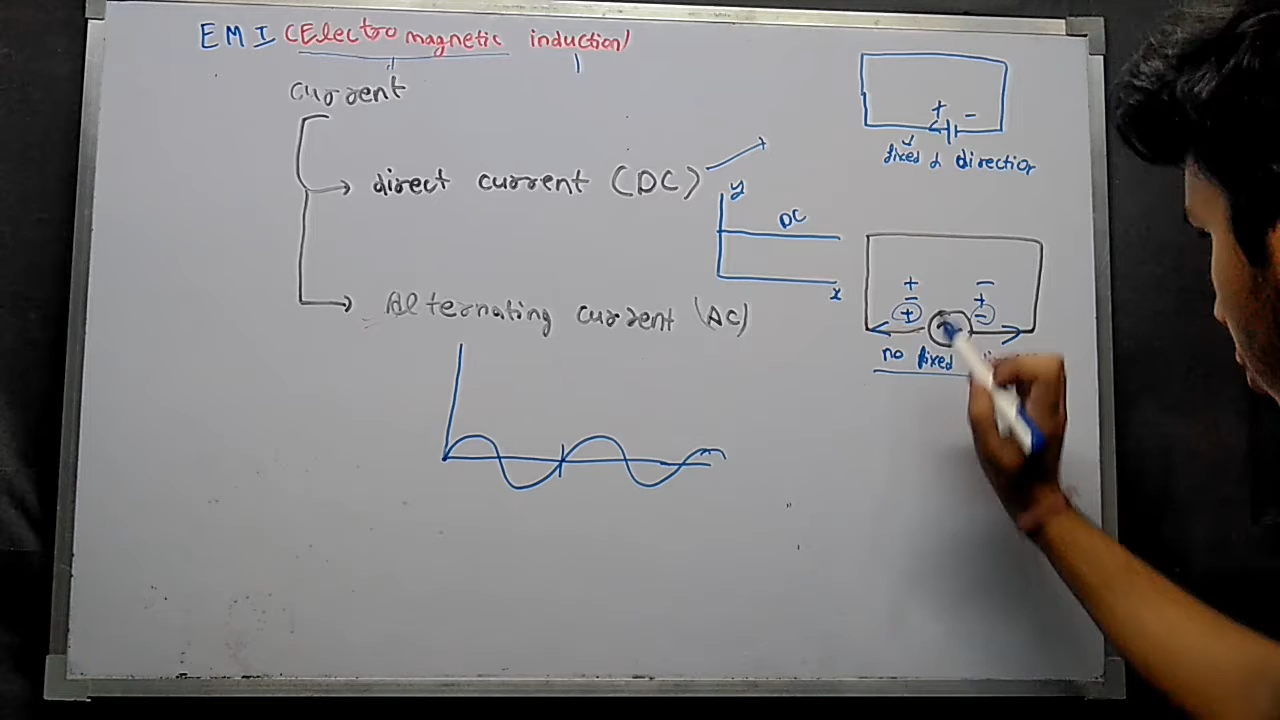 EMI (Electro magnetic induction)
current
direct current (DC)
Alternating current (AC)
y
DC
x
+ -
fixed & direction
+ -
- +
+ -
no fixed